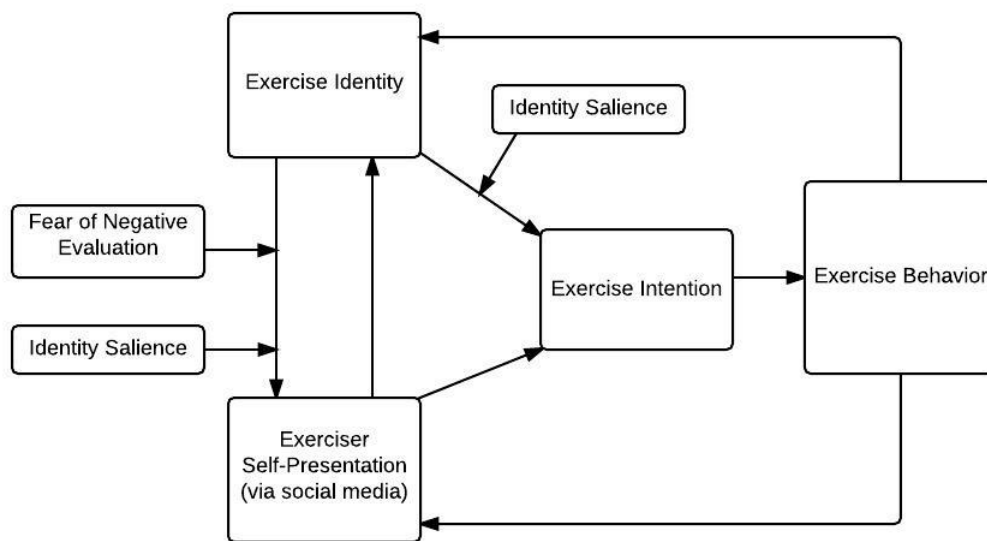 Exercise Identity
Identity Salience
Fear of Negative
Evaluation
Exercise Intention
Exercise Behavior
Identity Salience
Exerciser
Self-Presentation
(via social media)